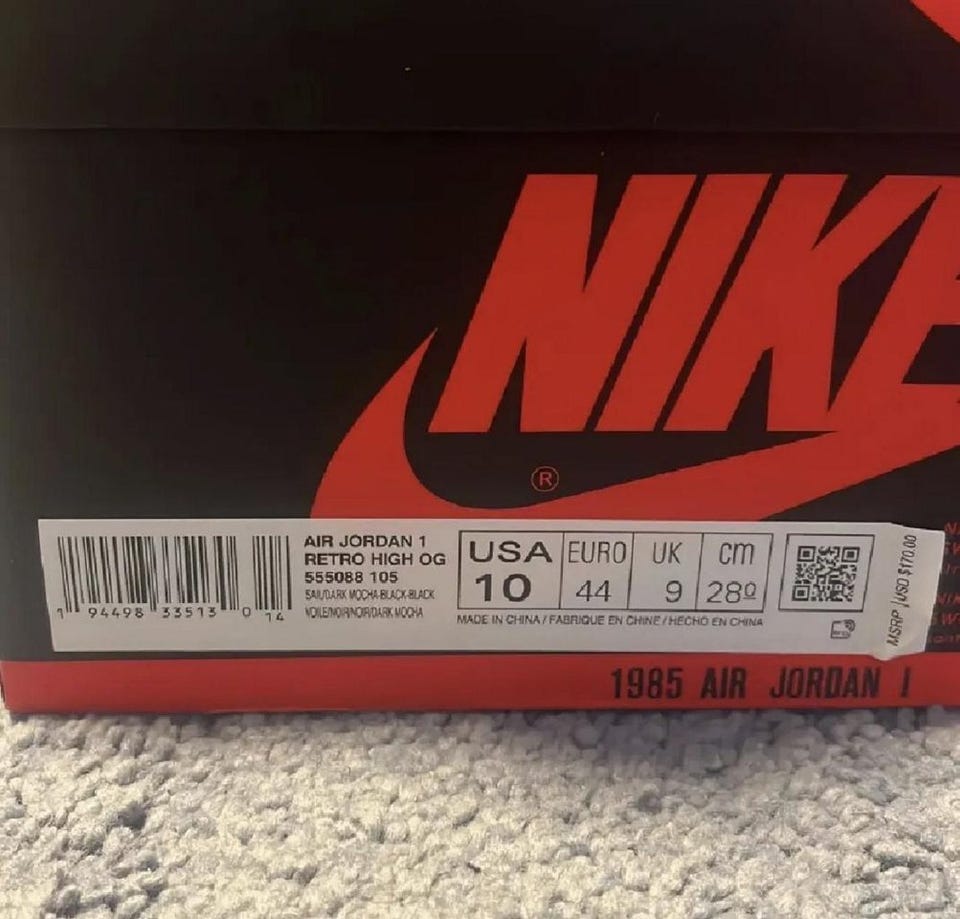 NIKE
®
AIR JORDAN 1
RETRO HIGH OG
555088 105
SAIL/DARK MOCHA-BLACK-BLACK
VOILE/NOIR/NOIR/DARK MOCHA
1 94498 33513 0 14
USA EURO UK cm
10 44 9 280
MADE IN CHINA / FABRIQUE EN CHINE / HECHO EN CHINA
MSRP USD $170.00
1985 AIR JORDAN I